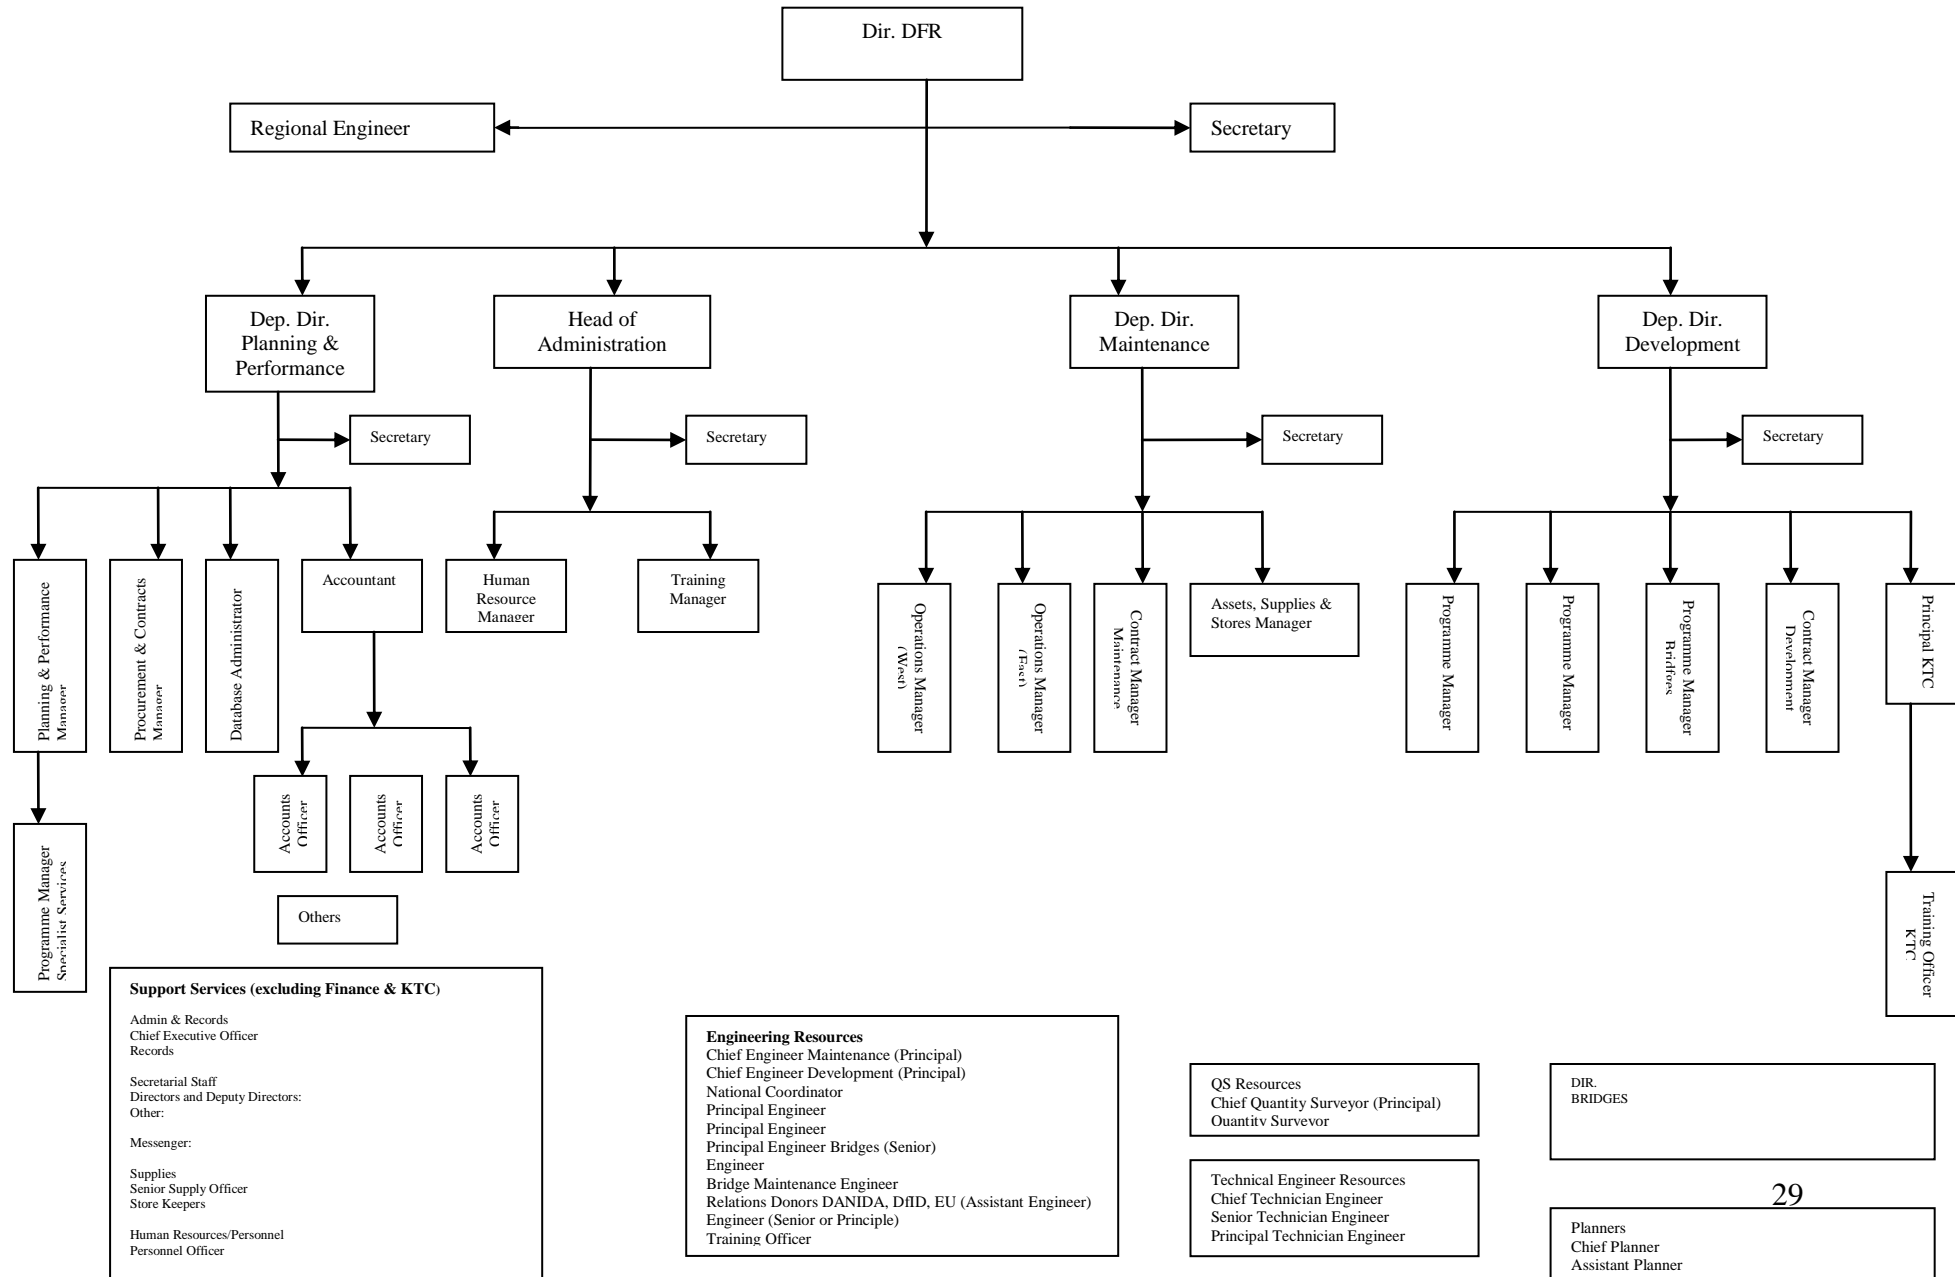 Dir. DFR
Regional Engineer
Secretary
Dep. Dir.
Planning &
Performance
Head of
Administration
Dep. Dir.
Maintenance
Dep. Dir.
Development
Secretary
Secretary
Secretary
Secretary
Planning & Performance
Manager
Procurement & Contracts
Manager
Database Administrator
Accountant
Human
Resource
Manager
Training
Manager
Operations Manager
(West)
Operations Manager
(East)
Contract Manager
Maintenance
Assets, Supplies &
Stores Manager
Programme Manager
Programme Manager
Programme Manager
Bridges
Contract Manager
Development
Principal KTC
Accounts
Officer
Accounts
Officer
Accounts
Officer
Programme Manager
Specialist Services
Others
Training Officer
KTC
Support Services (excluding Finance & KTC)
Admin & Records
Chief Executive Officer
Records
Secretarial Staff
Directors and Deputy Directors:
Other:
Messenger:
Supplies
Senior Supply Officer
Store Keepers
Human Resources/Personnel
Personnel Officer
Engineering Resources
Chief Engineer Maintenance (Principal)
Chief Engineer Development (Principal)
National Coordinator
Principal Engineer
Principal Engineer
Principal Engineer Bridges (Senior)
Engineer
Bridge Maintenance Engineer
Relations Donors DANIDA, DfID, EU (Assistant Engineer)
Engineer (Senior or Principle)
Training Officer
QS Resources
Chief Quantity Surveyor (Principal)
Quantity Surveyor
Technical Engineer Resources
Chief Technician Engineer
Senior Technician Engineer
Principal Technician Engineer
DIR.
BRIDGES
29
Planners
Chief Planner
Assistant Planner